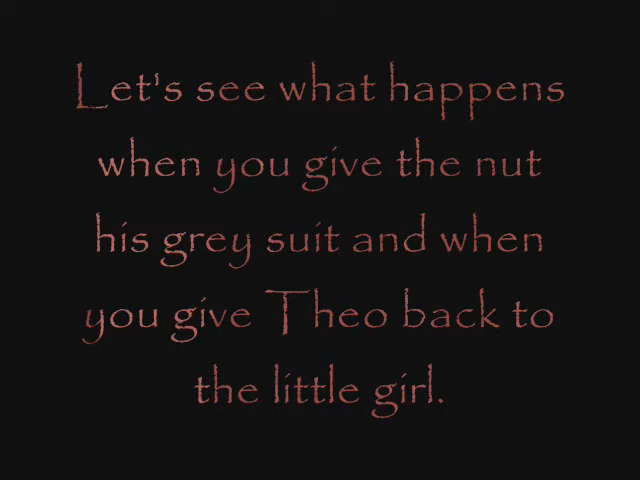 Let's see what happens
when you give the nut
his grey suit and when
you give Theo back to
the little girl.